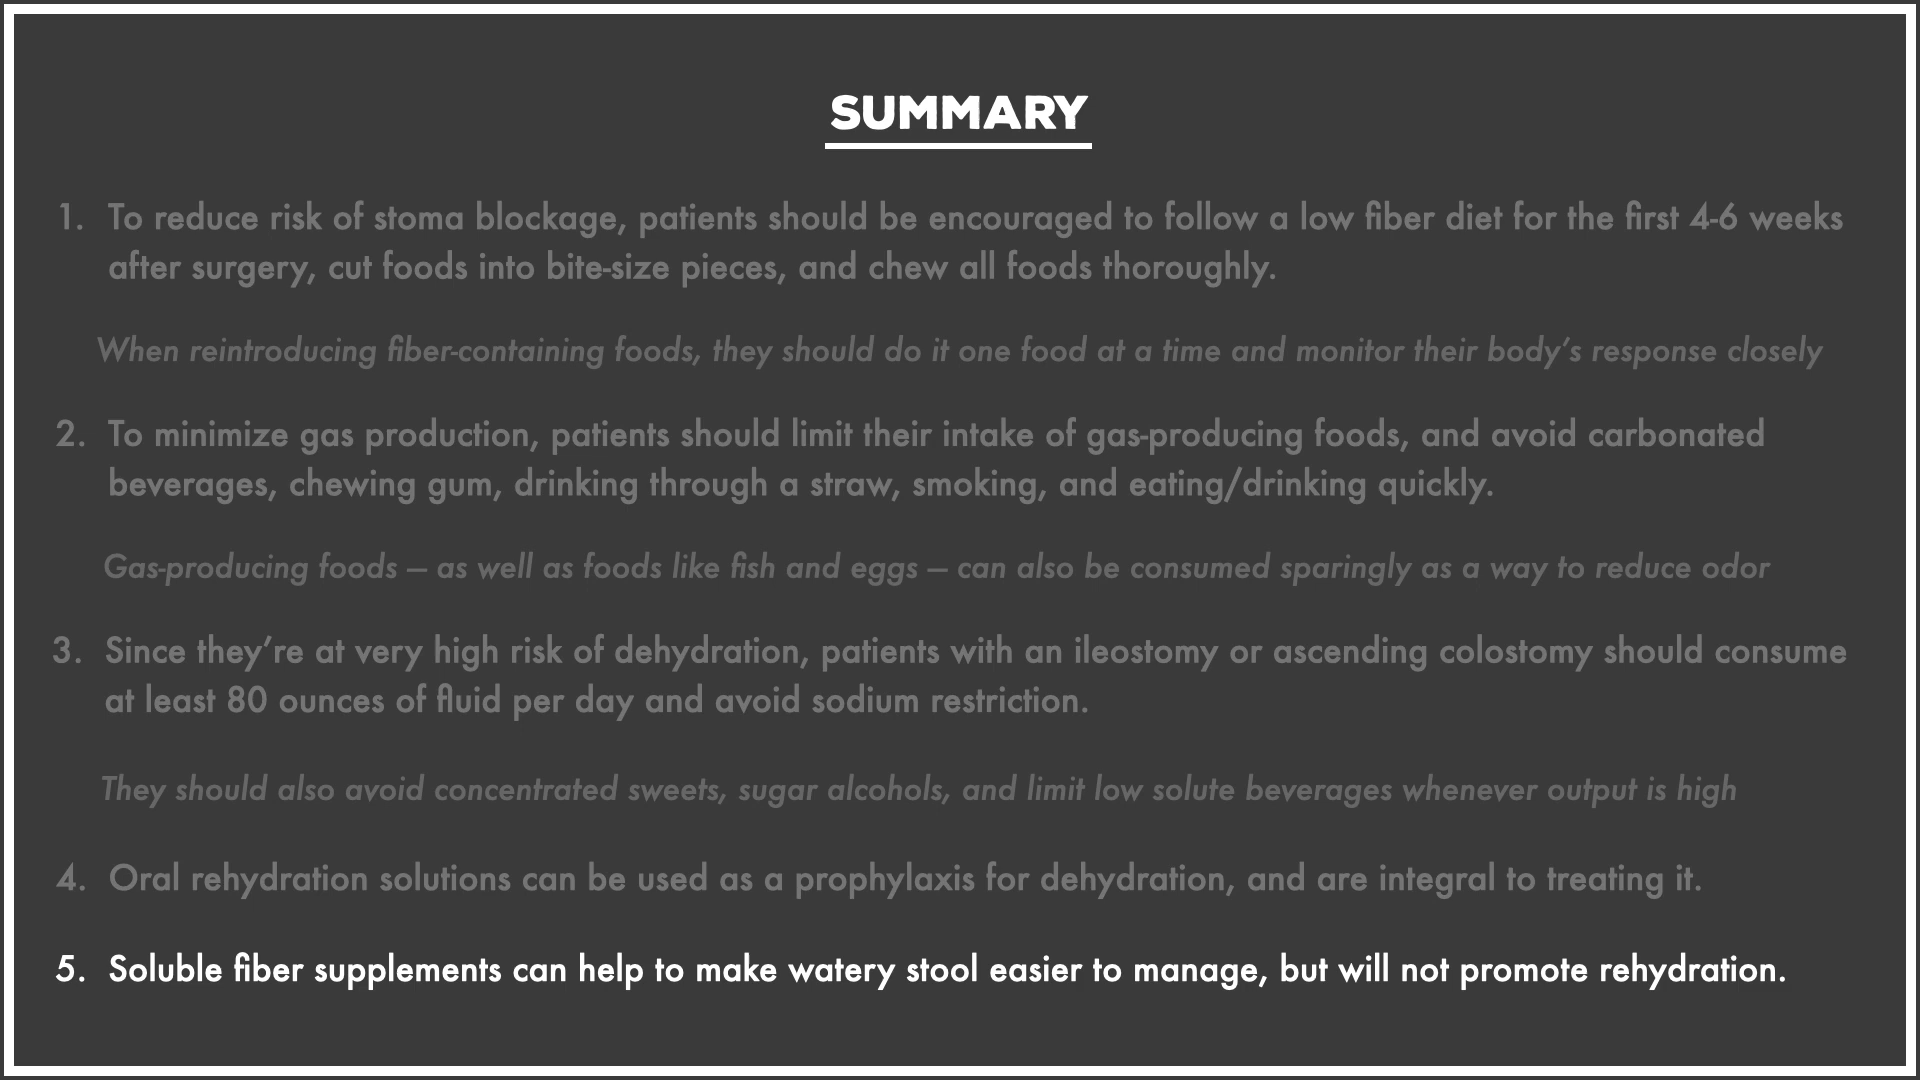 SUMMARY
1. To reduce risk of stoma blockage, patients should be encouraged to follow a low fiber diet for the first 4-6 weeks
after surgery, cut foods into bite-size pieces, and chew all foods thoroughly.
When reintroducing fiber-containing foods, they should do it one food at a time and monitor their body’s response closely
2. To minimize gas production, patients should limit their intake of gas-producing foods, and avoid carbonated
beverages, chewing gum, drinking through a straw, smoking, and eating/drinking quickly.
Gas-producing foods – as well as foods like fish and eggs – can also be consumed sparingly as a way to reduce odor
3. Since they’re at very high risk of dehydration, patients with an ileostomy or ascending colostomy should consume
at least 80 ounces of fluid per day and avoid sodium restriction.
They should also avoid concentrated sweets, sugar alcohols, and limit low solute beverages whenever output is high
4. Oral rehydration solutions can be used as a prophylaxis for dehydration, and are integral to treating it.
5. Soluble fiber supplements can help to make watery stool easier to manage, but will not promote rehydration.